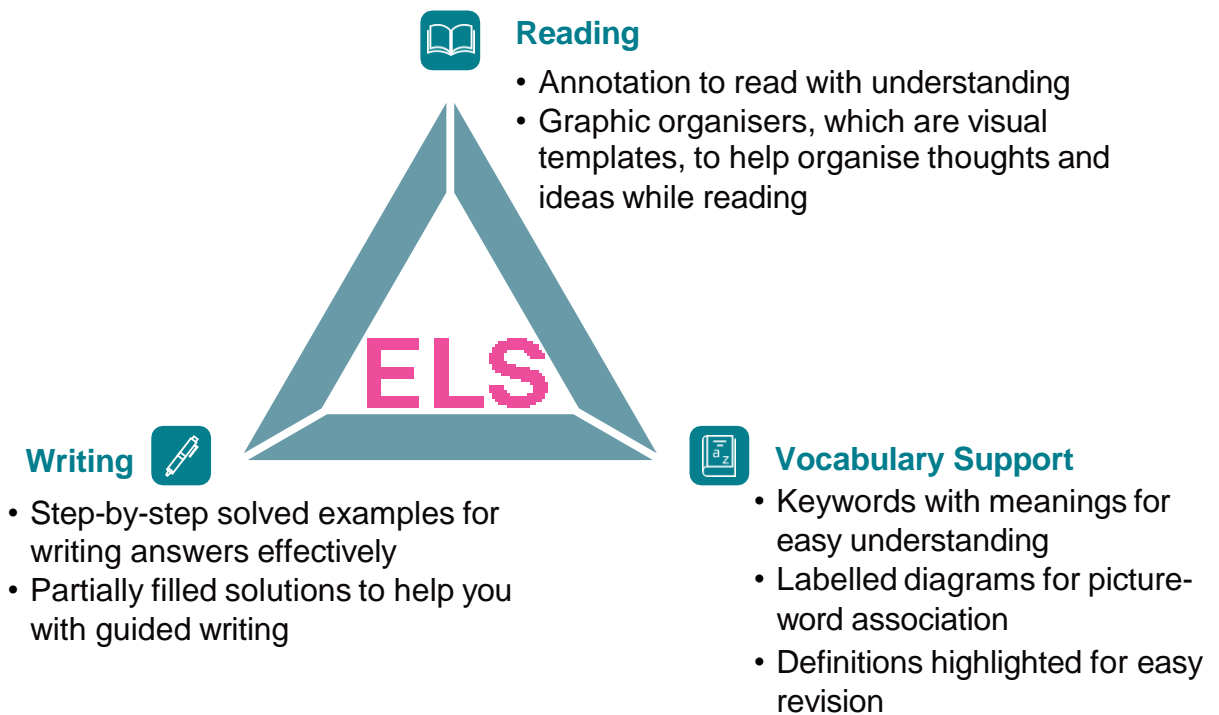 Reading
• Annotation to read with understanding
• Graphic organisers, which are visual
templates, to help organise thoughts and
ideas while reading
ELS
Writing
• Step-by-step solved examples for
writing answers effectively
• Partially filled solutions to help you
with guided writing
a z
Vocabulary Support
• Keywords with meanings for
easy understanding
• Labelled diagrams for picture-
word association
• Definitions highlighted for easy
revision